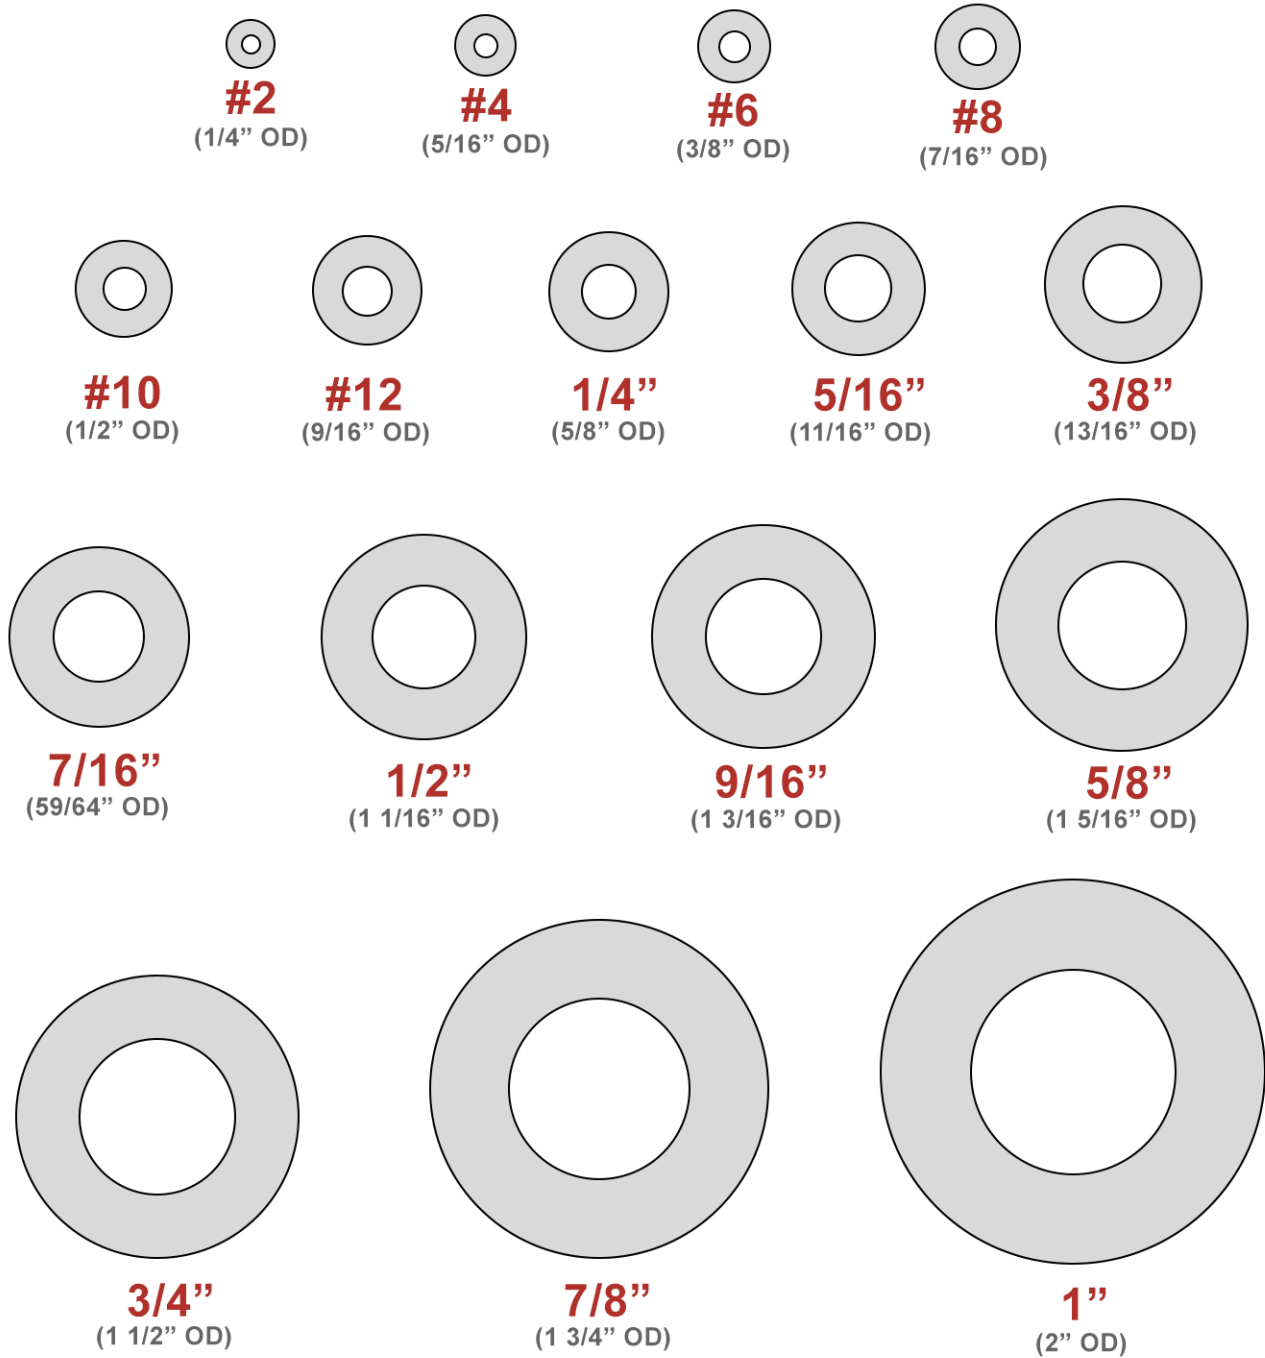 #2
(1/4” OD)
#4
(5/16” OD)
#6
(3/8” OD)
#8
(7/16” OD)
#10
(1/2” OD)
#12
(9/16” OD)
1/4”
(5/8” OD)
5/16”
(11/16” OD)
3/8”
(13/16” OD)
7/16”
(59/64” OD)
1/2”
(1 1/16” OD)
9/16”
(1 3/16” OD)
5/8”
(1 5/16” OD)
3/4”
(1 1/2” OD)
7/8”
(1 3/4” OD)
1”
(2” OD)